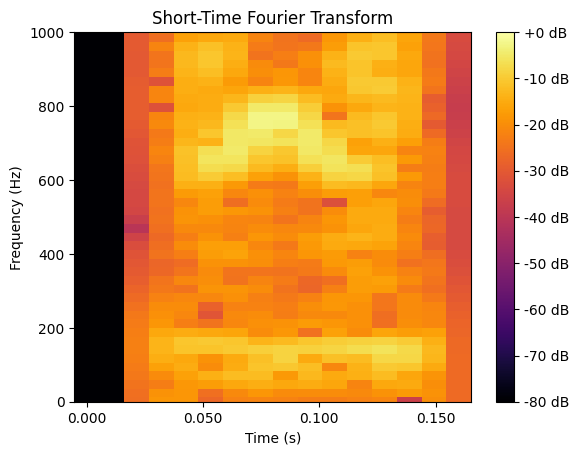 Short-Time Fourier Transform
1000
800
600
400
200
0
Frequency (Hz)
0.000
0.050
0.100
0.150
Time (s)
+0 dB
-10 dB
-20 dB
-30 dB
-40 dB
-50 dB
-60 dB
-70 dB
-80 dB